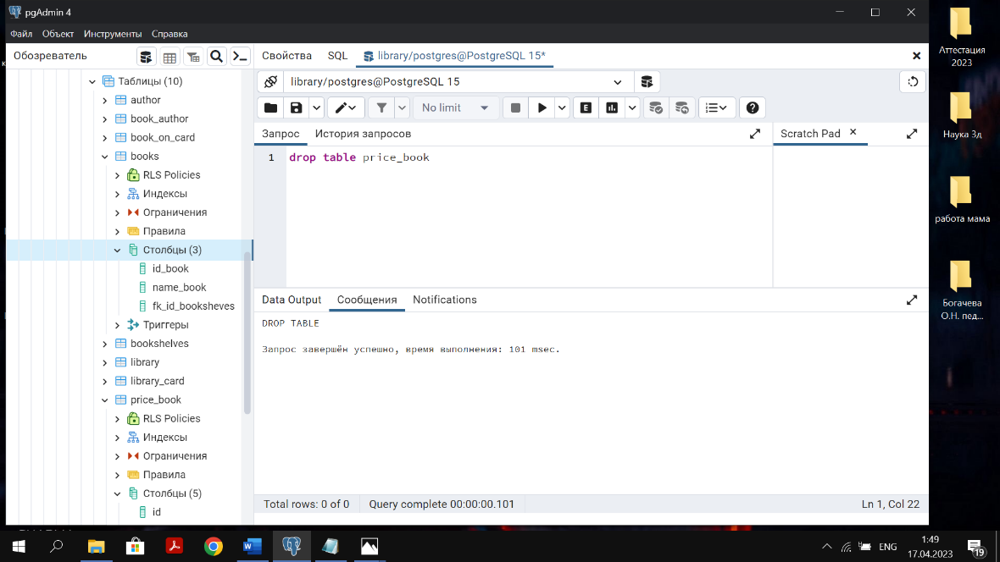 pgAdmin 4
Файл Объект Инструменты Справка
Обозреватель
Свойства SQL library/postgres@PostgreSQL 15*
library/postgres@PostgreSQL 15
No limit
Запрос История запросов
Scratch Pad
1 drop table price_book
Таблицы (10)
author
book_author
book_on_card
books
RLS Policies
Индексы
Ограничения
Правила
Столбцы (3)
id_book
name_book
fk_id_booksheves
Триггеры
bookshelves
library
library_card
price_book
RLS Policies
Индексы
Ограничения
Правила
Столбцы (5)
id
Data Output Сообщения Notifications
DROP TABLE
Запрос завершён успешно, время выполнения: 101 msec.
Total rows: 0 of 0 Query complete 00:00:00.101 Ln 1, Col 22
Аттестация
2023
Наука 3д
работа мама
Богачева
О.Н. пед...
ENG
1:49
17.04.2023
19